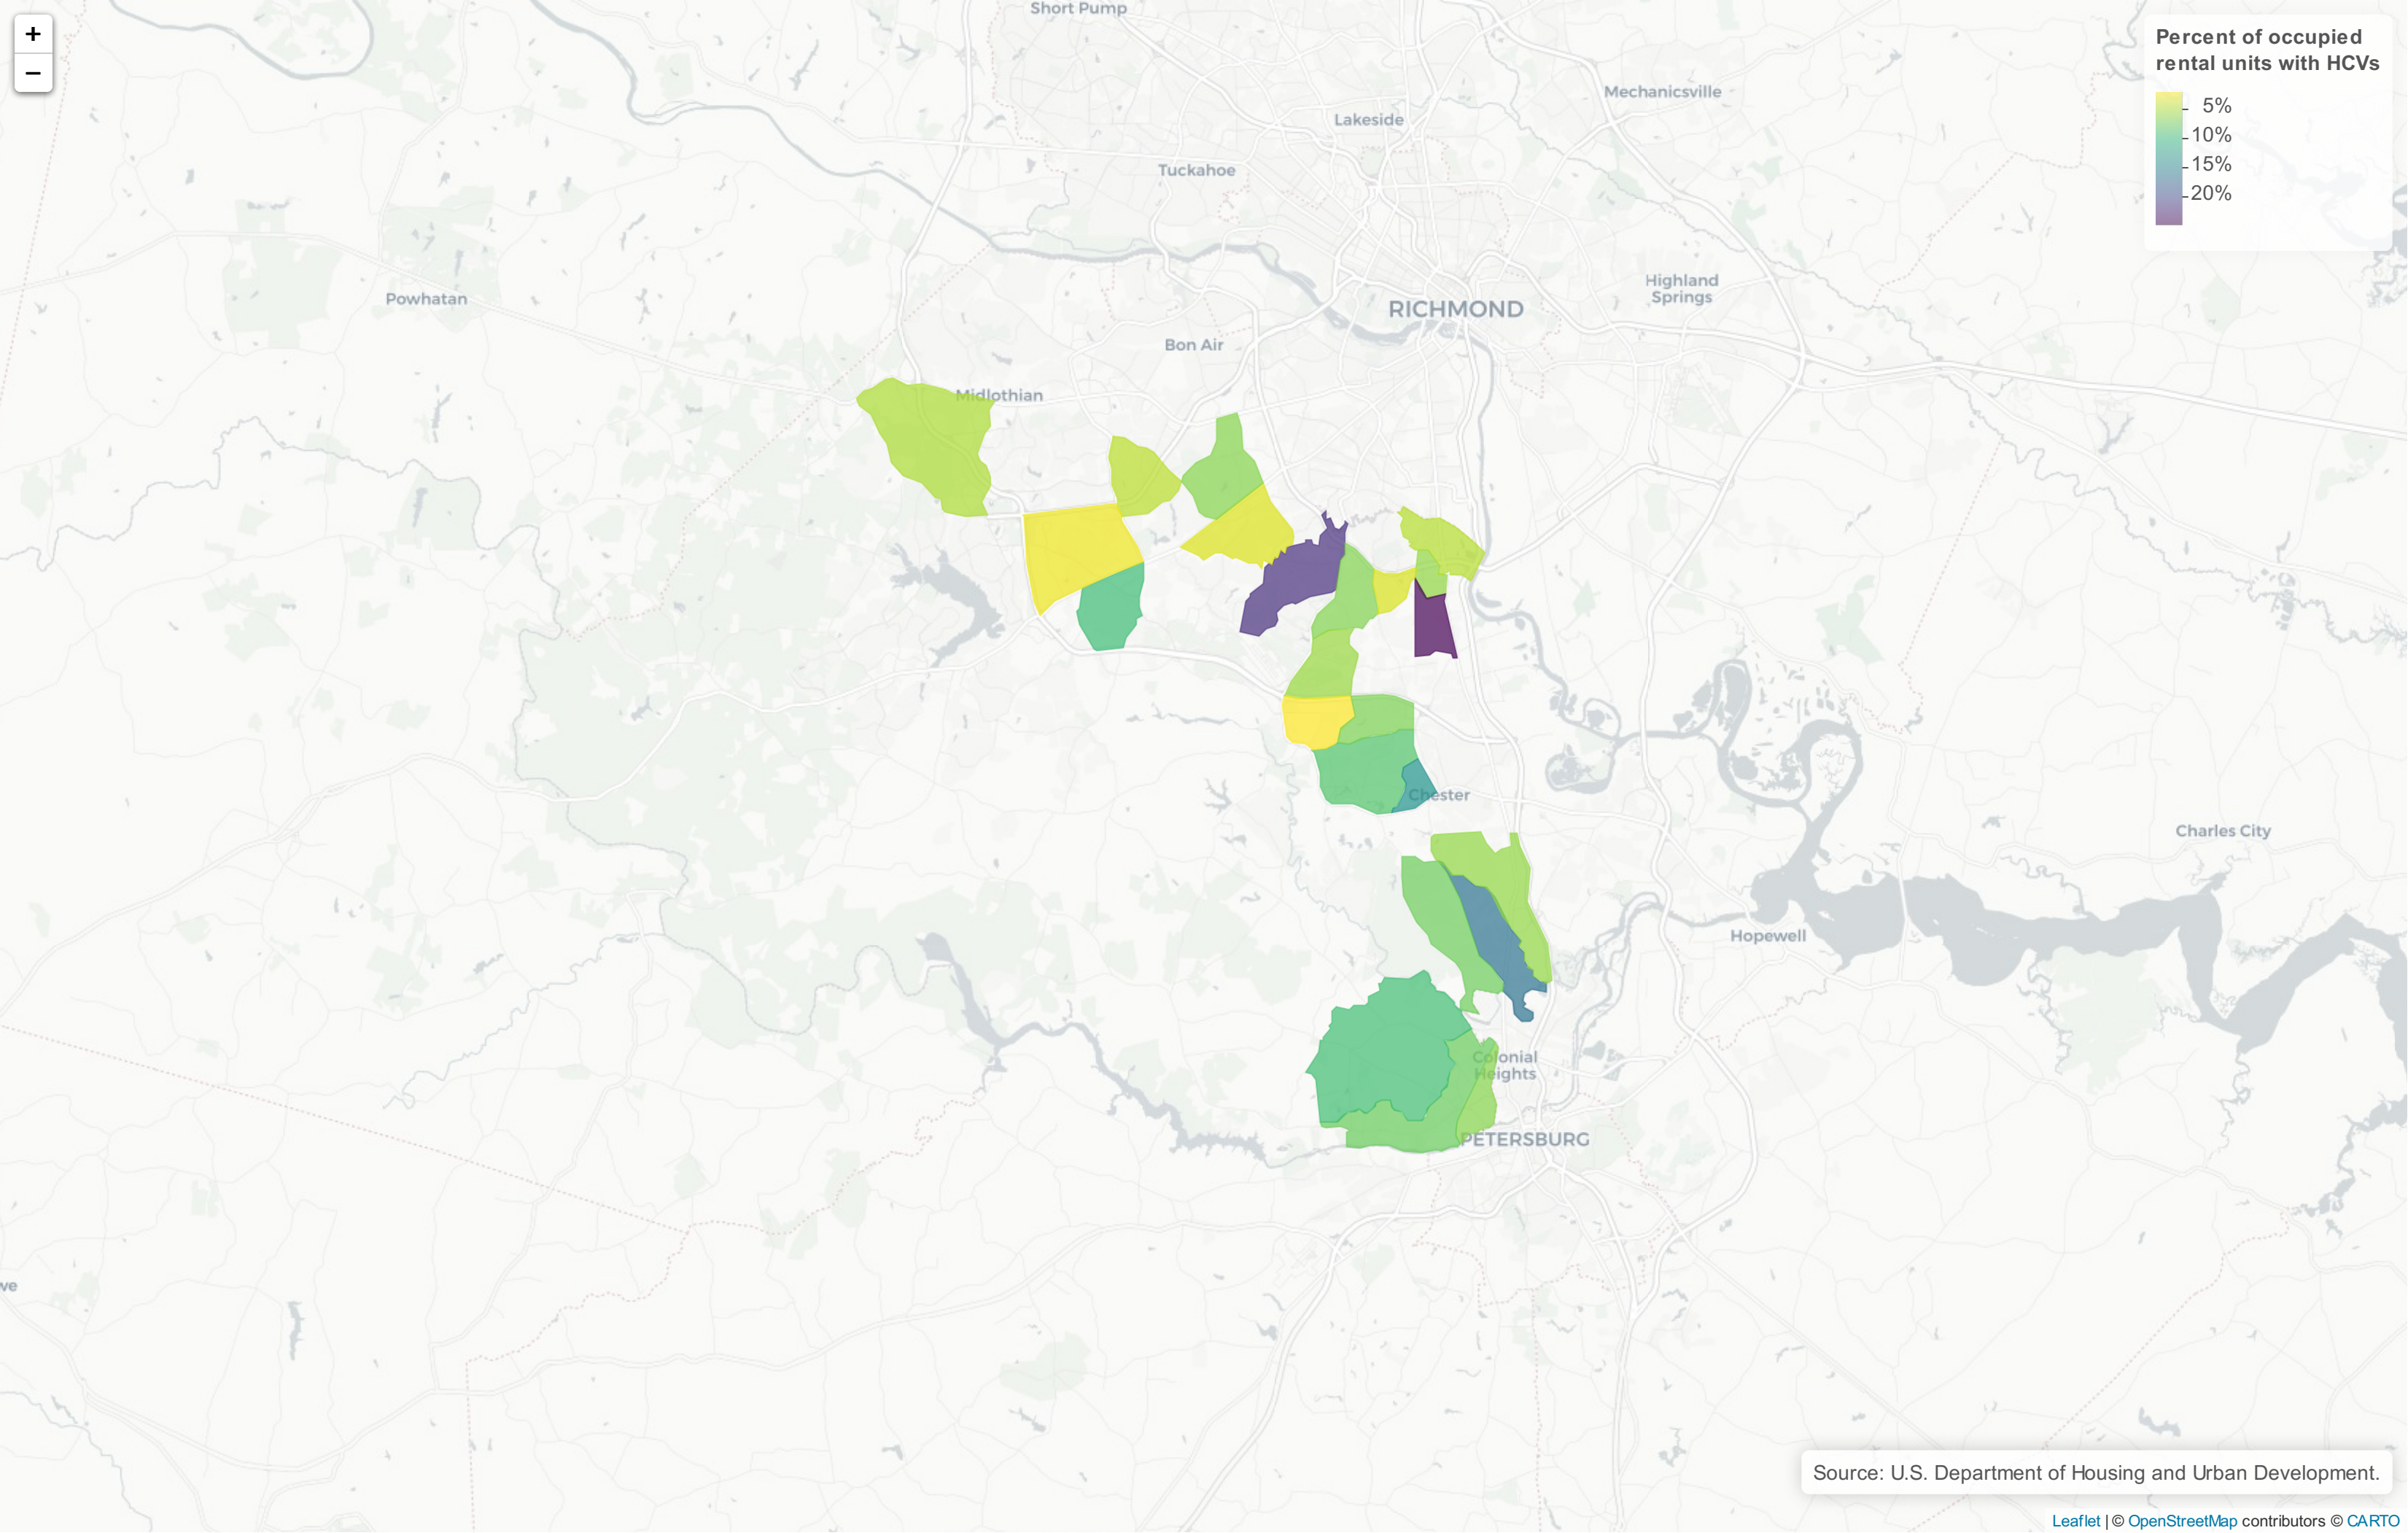 +
−
Short Pump
Percent of occupied
rental units with HCVs
5%
10%
15%
20%
Mechanicsville
Lakeside
Tuckahoe
Powhatan
Highland
Springs
RICHMOND
Bon Air
Midlothian
Chester
Charles City
Hopewell
Colonial
Heights
PETERSBURG
we
Source: U.S. Department of Housing and Urban Development.
Leaflet | © OpenStreetMap contributors © CARTO